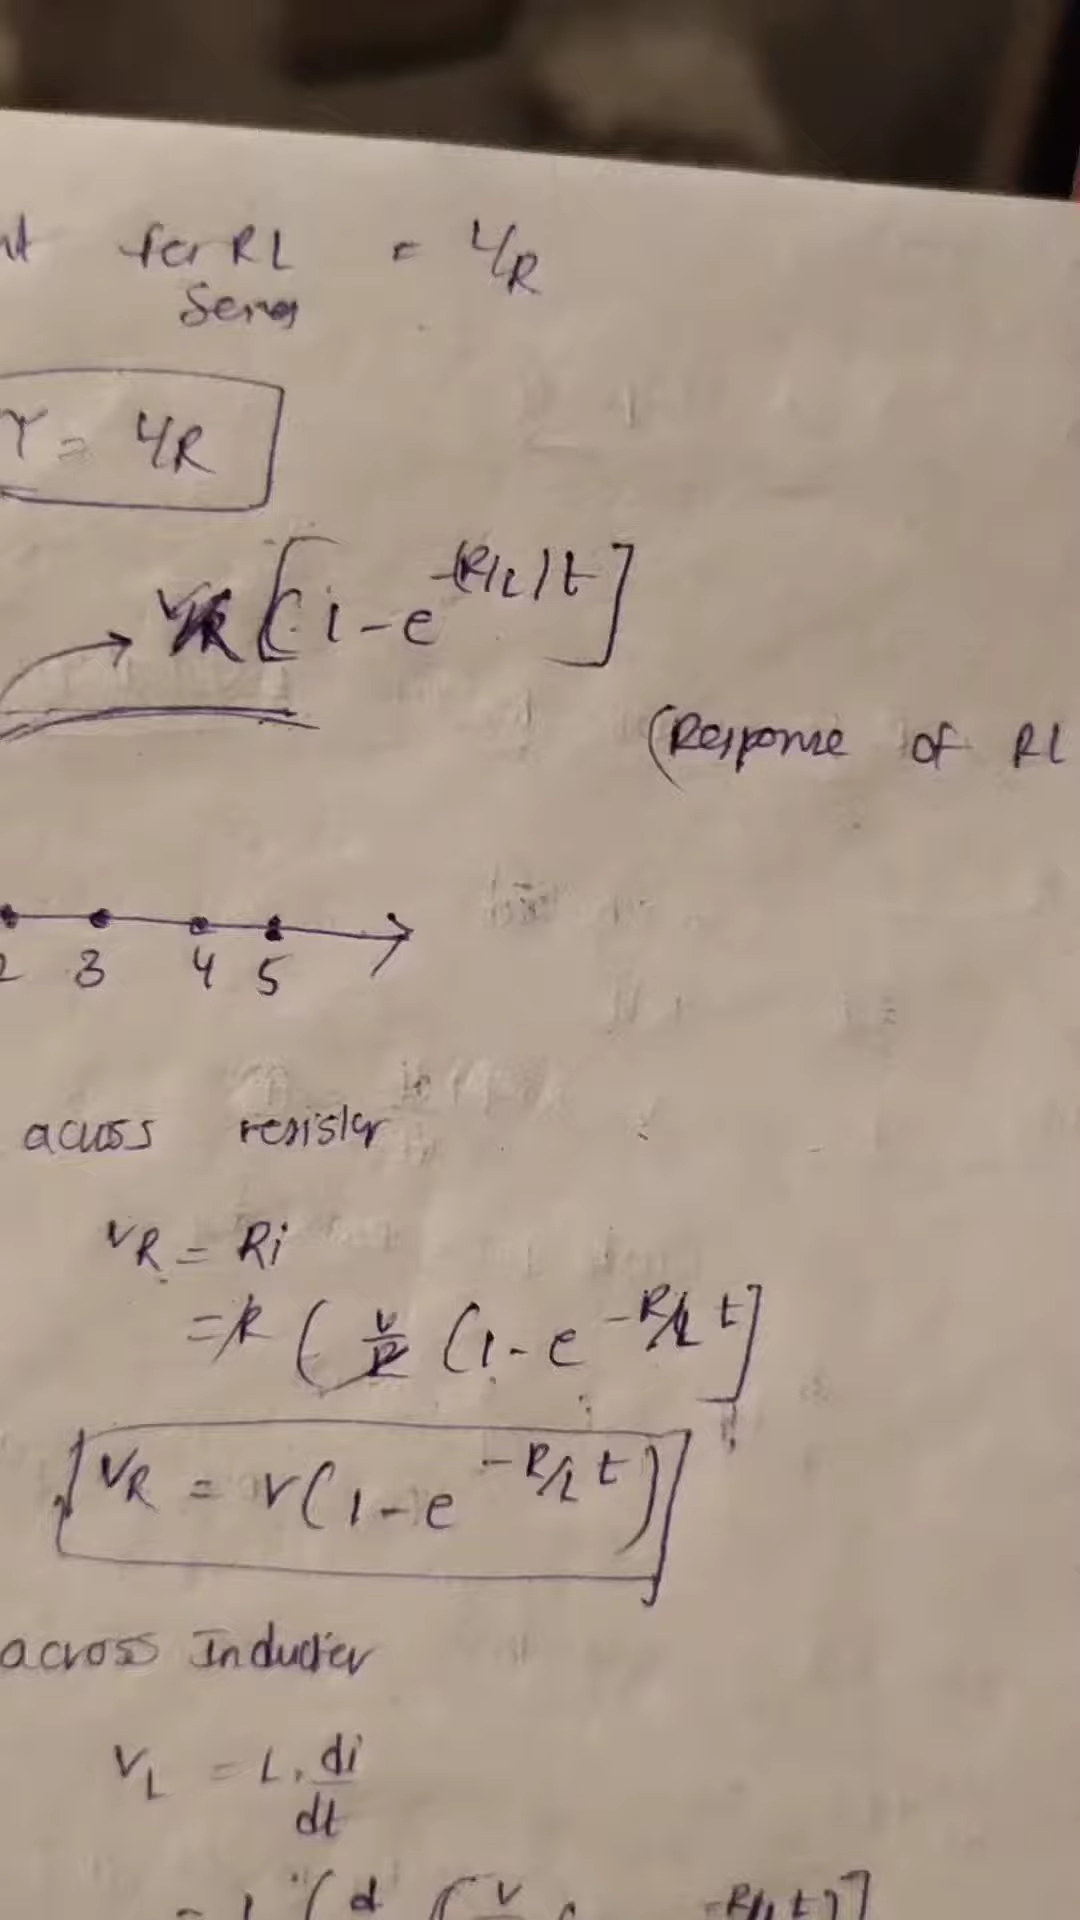 for RL = L/R
Series
τ = L/R
V/R [1-e^-(R/L)t]
(Response of RL
2 3 4 5
across resistor
VR = Ri
= R ( V/R (1-e^-R/L t]
VR = V(1-e^-R/L t)
across Inductor
VL = L. di/dt